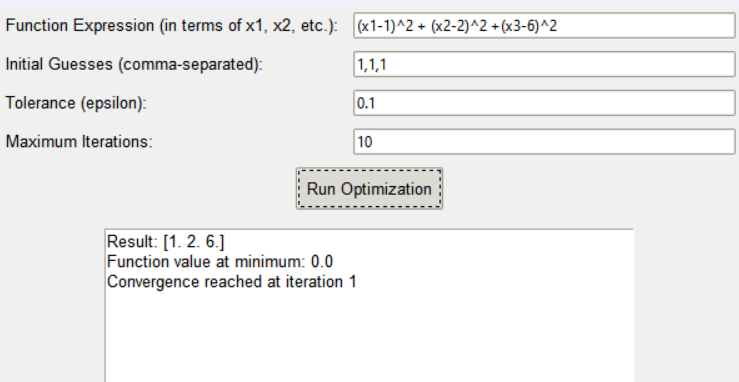 Function Expression (in terms of x1, x2, etc.): (x1-1)^2 + (x2-2)^2 +(x3-6)^2
Initial Guesses (comma-separated): 1,1,1
Tolerance (epsilon): 0.1
Maximum Iterations: 10
Run Optimization
Result: [1. 2. 6.]
Function value at minimum: 0.0
Convergence reached at iteration 1